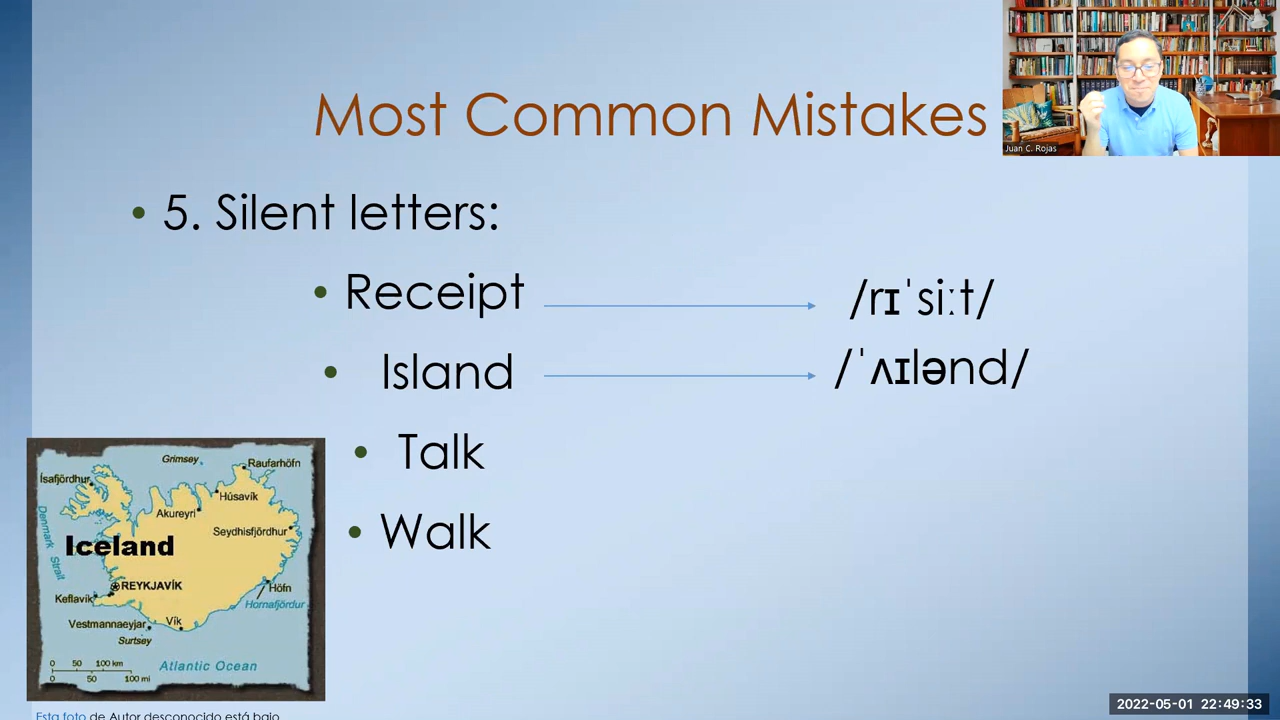 Most Common Mistakes
Juan C. Rojas
• 5. Silent letters:
• Receipt /rɪˈsiːt/
• Island /ˈʌɪlənd/
• Talk
• Walk
Grimsey
Raufarhöfn
Ísafjördhur
Húsavík
Akureyri
Seydhisfjördhur
Denmark Strait
Iceland
REYKJAVÍK
Höfn
Keflavík
Hornafjördur
Vestmannaeyjar
Vík
Surtsey
0 50 100 km
0 50 100 mi
Atlantic Ocean
Esta foto de Autor desconocido está bajo
2022-05-01 22:49:33